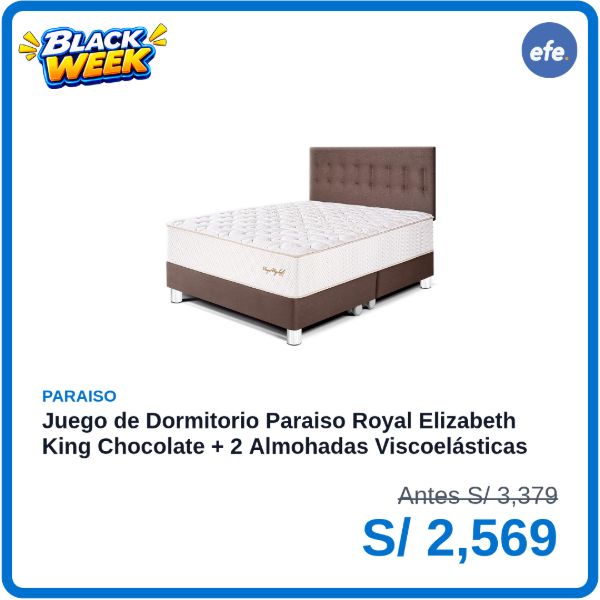 BLACK
WEEK
efe.
PARAISO
Juego de Dormitorio Paraiso Royal Elizabeth
King Chocolate + 2 Almohadas Viscoelásticas
Antes S/ 3,379
S/ 2,569